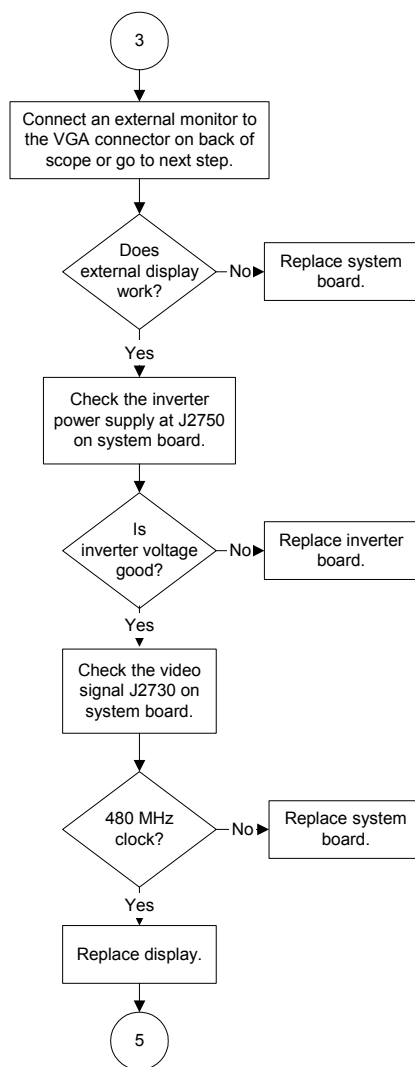 3
Connect an external monitor to
the VGA connector on back of
scope or go to next step.
Does
external display
work?
No
Replace system
board.
Yes
Check the inverter
power supply at J2750
on system board.
Is
inverter voltage
good?
No
Replace inverter
board.
Yes
Check the video
signal J2730 on
system board.
480 MHz
clock?
No
Replace system
board.
Yes
Replace display.
5